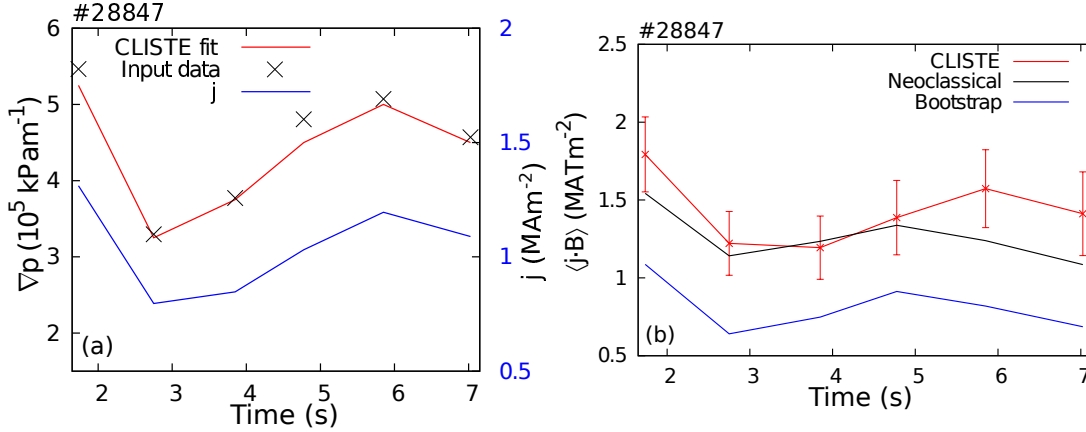 #28847
6
5
4
3
2
∇p (10⁵ kPam⁻¹)
CLISTE fit
Input data
j
(a)
2 3 4 5 6 7
Time (s)
2
1.5
1
0.5
j (MAm⁻²)
#28847
2.5
2
1.5
1
0.5
⟨j·B⟩ (MATm⁻²)
CLISTE
Neoclassical
Bootstrap
(b)
2 3 4 5 6 7
Time (s)